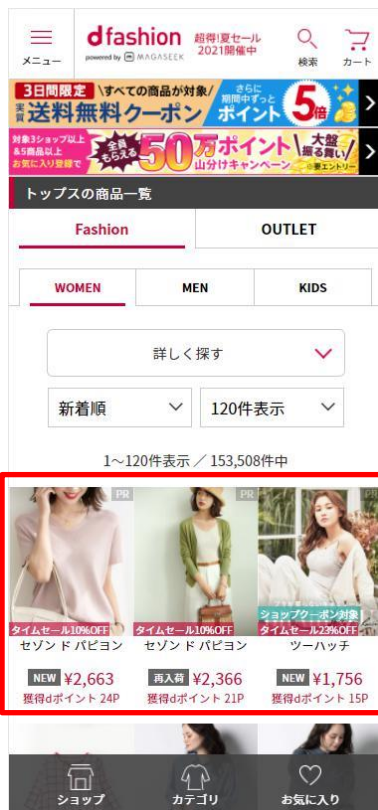 dfashion
powered by MAGASEEK
超得!夏セール
2021開催中
メニュー
検索
カート
3日間限定 \すべての商品が対象/
実質送料無料クーポン
さらに
期間中ずっと
ポイント5倍
対象3ショップ以上
&5商品以上
お気に入り登録で
全員
もらえる
50万ポイント
山分けキャンペーン
大盤
振る舞い
※要エントリー
トップスの商品一覧
Fashion
OUTLET
WOMEN
MEN
KIDS
詳しく探す
新着順
120件表示
1～120件表示 ／ 153,508件中
PR
PR
PR
ショップクーポン対象
タイムセール10%OFF
タイムセール10%OFF
タイムセール23%OFF
セゾン ド パピヨン
セゾン ド パピヨン
ツーハッチ
NEW ¥2,663
再入荷 ¥2,366
NEW ¥1,756
獲得dポイント 24P
獲得dポイント 21P
獲得dポイント 15P
ショップ
カテゴリ
お気に入り